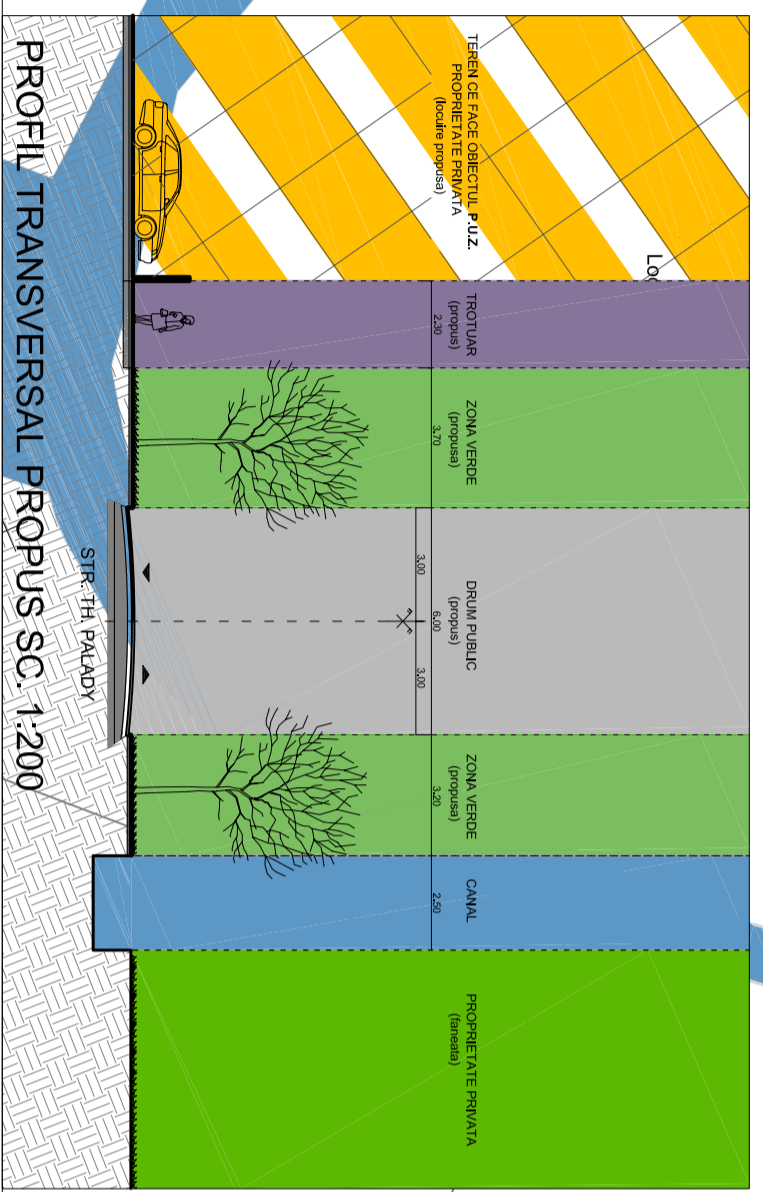 TEREN CE FACE OBIECTUL P.U.Z.
PROPRIETATE PRIVATA
(locuire propusa)
Loc
TROTUAR
(propus)
2.30
ZONA VERDE
(propusa)
3.70
DRUM PUBLIC
(propus)
6.00
3.00
3.00
ZONA VERDE
(propusa)
3.20
CANAL
2.50
PROPRIETATE PRIVATA
(faneata)
STR. TH. PALADY
PROFIL TRANSVERSAL PROPUS SC. 1:200